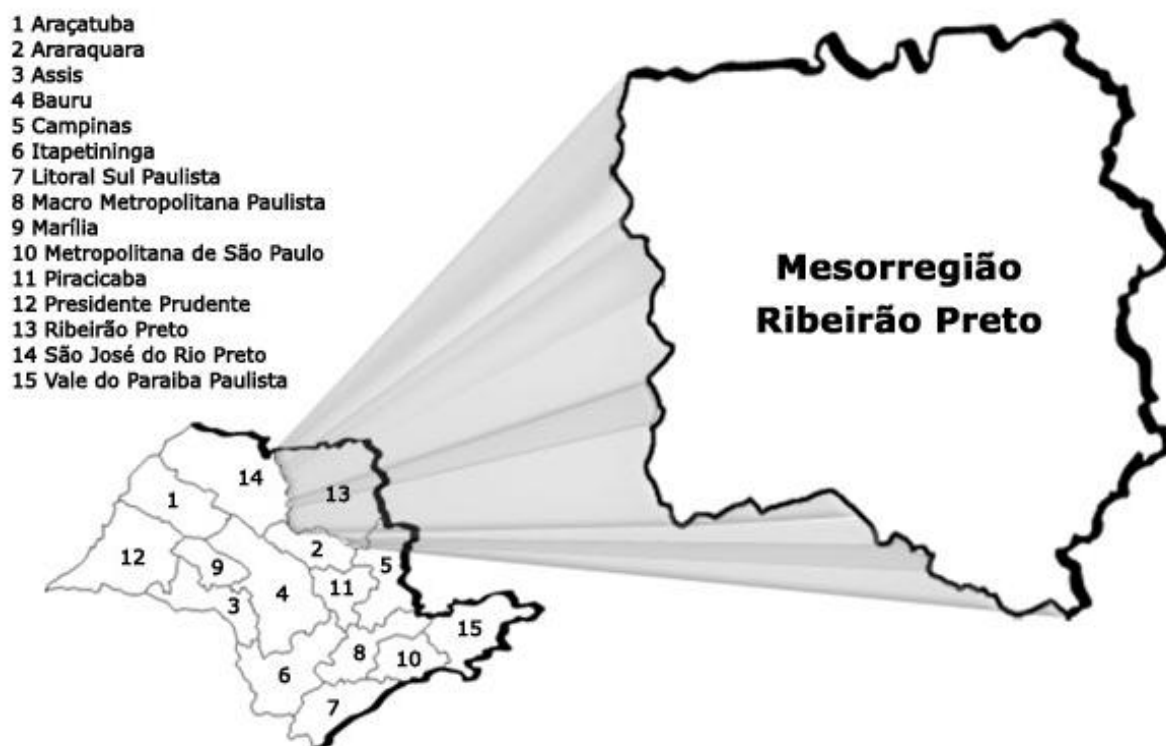 1 Araçatuba
2 Araraquara
3 Assis
4 Bauru
5 Campinas
6 Itapetininga
7 Litoral Sul Paulista
8 Macro Metropolitana Paulista
9 Marília
10 Metropolitana de São Paulo
11 Piracicaba
12 Presidente Prudente
13 Ribeirão Preto
14 São José do Rio Preto
15 Vale do Paraiba Paulista
Mesorregião
Ribeirão Preto
14
13
1
2
12
9
5
11
4
3
15
8
10
6
7